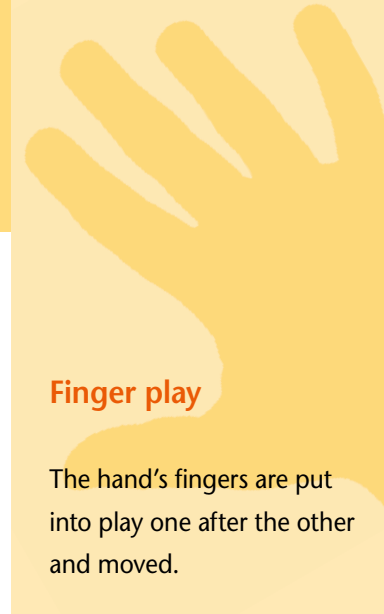 Finger play
The hand’s fingers are put
into play one after the other
and moved.